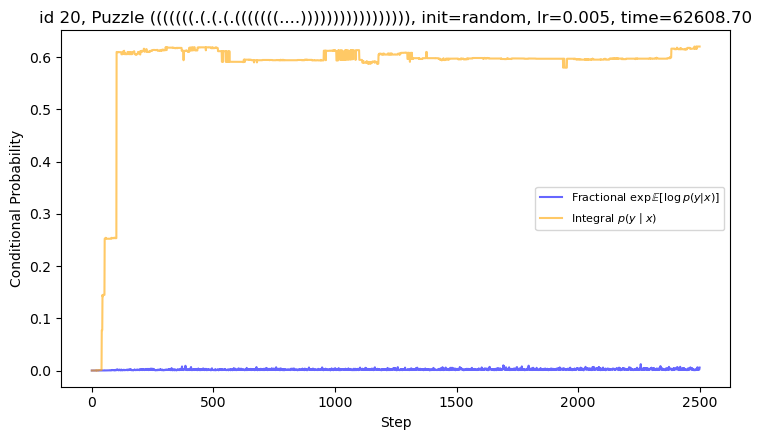 id 20, Puzzle (((((((.(.(.(.(((((((....))))))))))))))))), init=random, lr=0.005, time=62608.70
Conditional Probability
0.6
0.5
0.4
0.3
0.2
0.1
0.0
Fractional exp𝔼[log p(y|x)]
Integral p(y | x)
0 500 1000 1500 2000 2500
Step